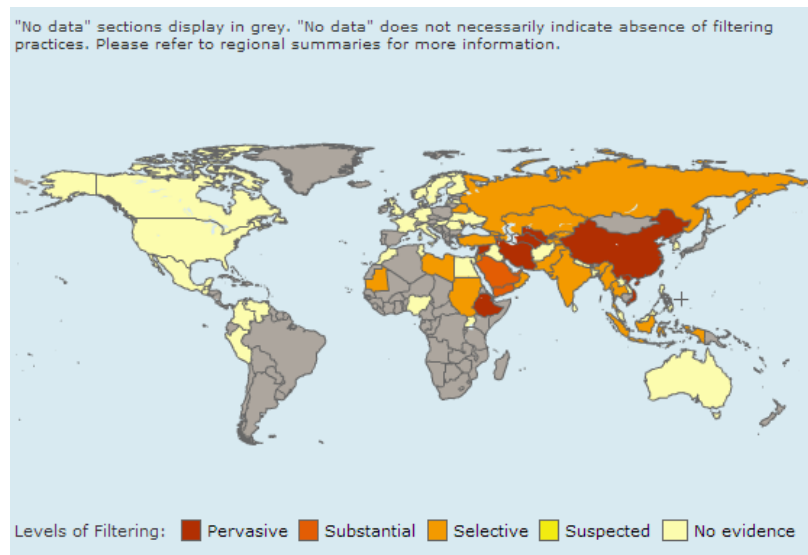 "No data" sections display in grey. "No data" does not necessarily indicate absence of filtering
practices. Please refer to regional summaries for more information.
Levels of Filtering: Pervasive Substantial Selective Suspected No evidence